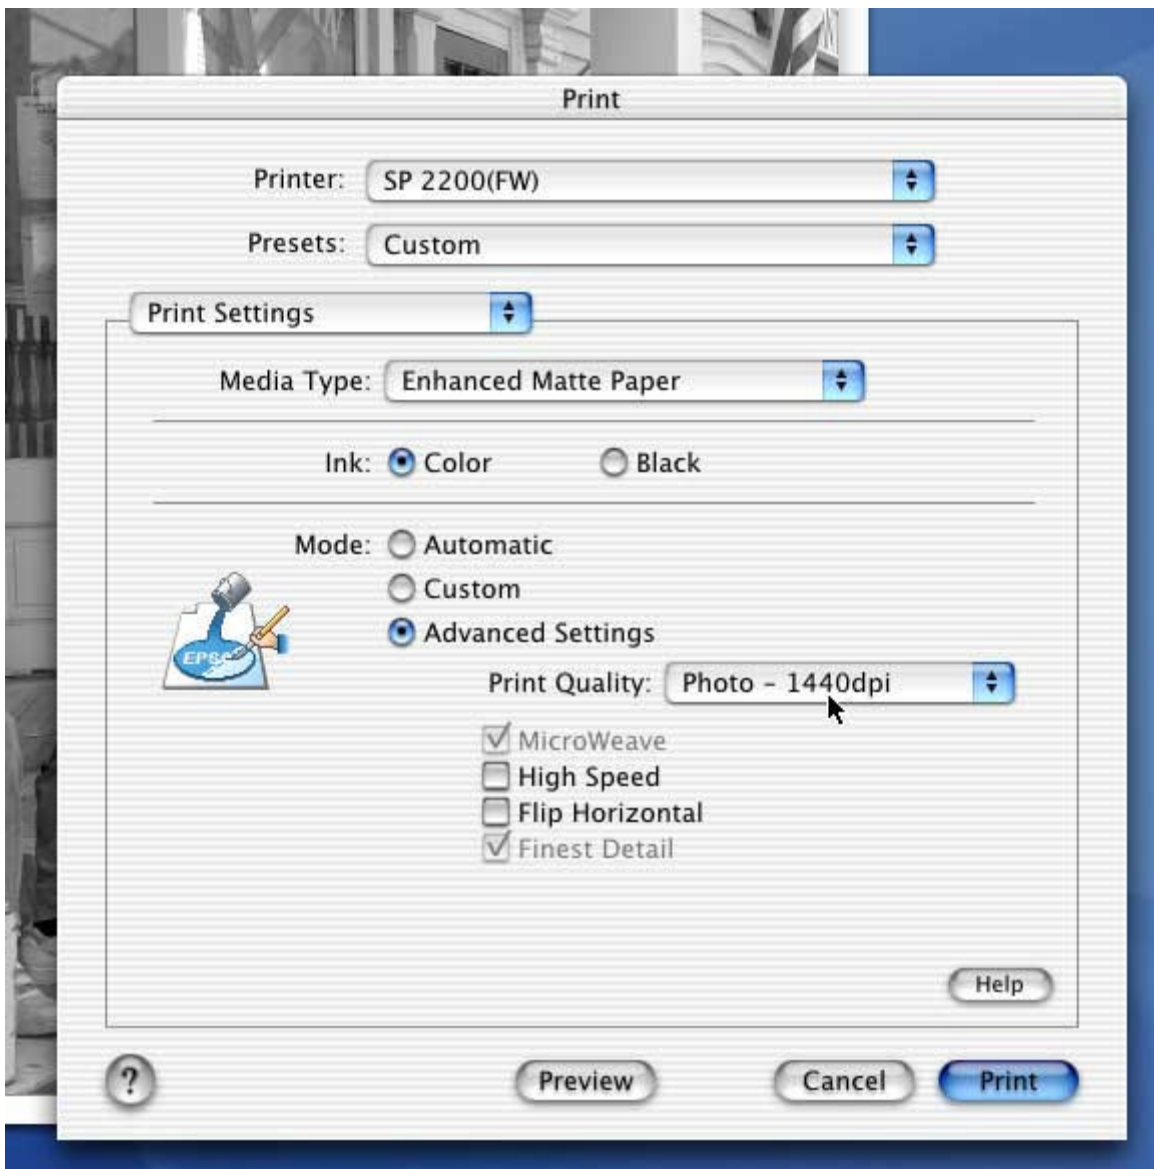 Print
Printer: SP 2200(FW)
Presets: Custom
Print Settings
Media Type: Enhanced Matte Paper
Ink: Color Black
Mode: Automatic
Custom
EPSO
Advanced Settings
Print Quality: Photo – 1440dpi
MicroWeave
High Speed
Flip Horizontal
Finest Detail
Help
? Preview Cancel Print